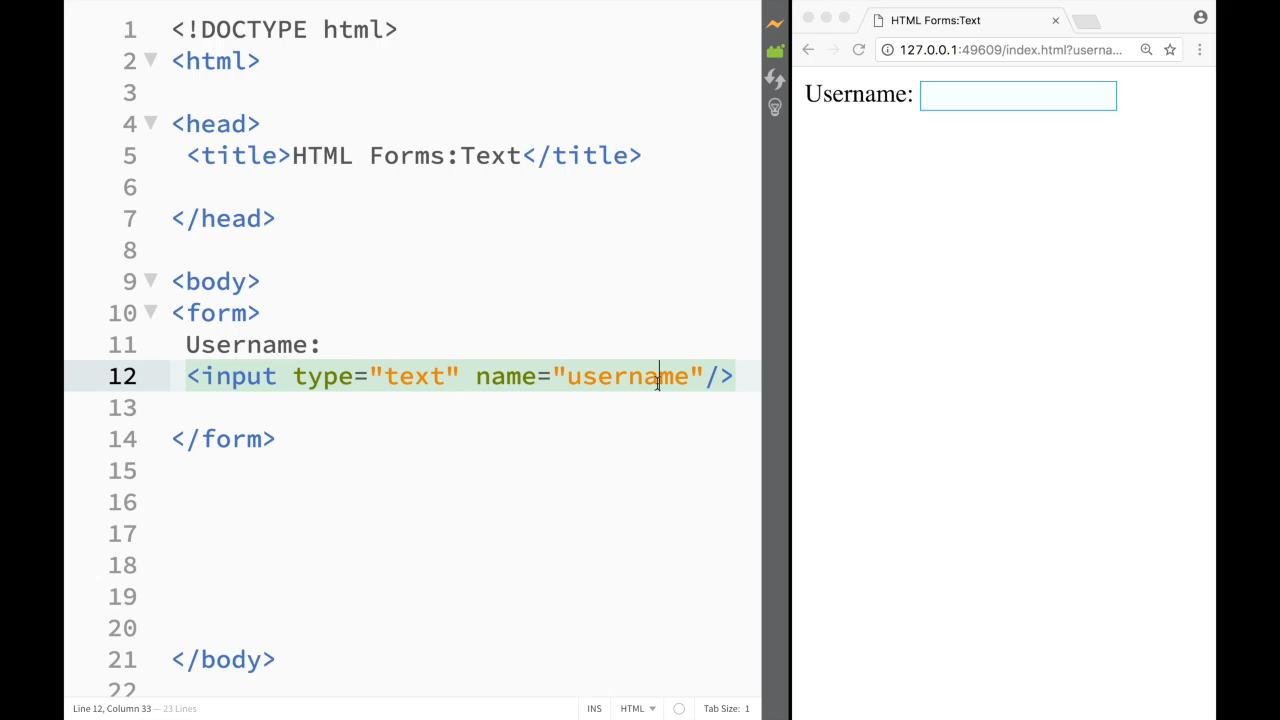 1 <!DOCTYPE html>
2 <html>
3
4 <head>
5 <title>HTML Forms:Text</title>
6
7 </head>
8
9 <body>
10 <form>
11 Username:
12 <input type="text" name="username"/>
13
14 </form>
15
16
17
18
19
20
21 </body>
22
Line 12, Column 33 — 23 Lines
INS HTML Tab Size: 1
HTML Forms:Text
127.0.0.1:49609/index.html?userna...
Username: